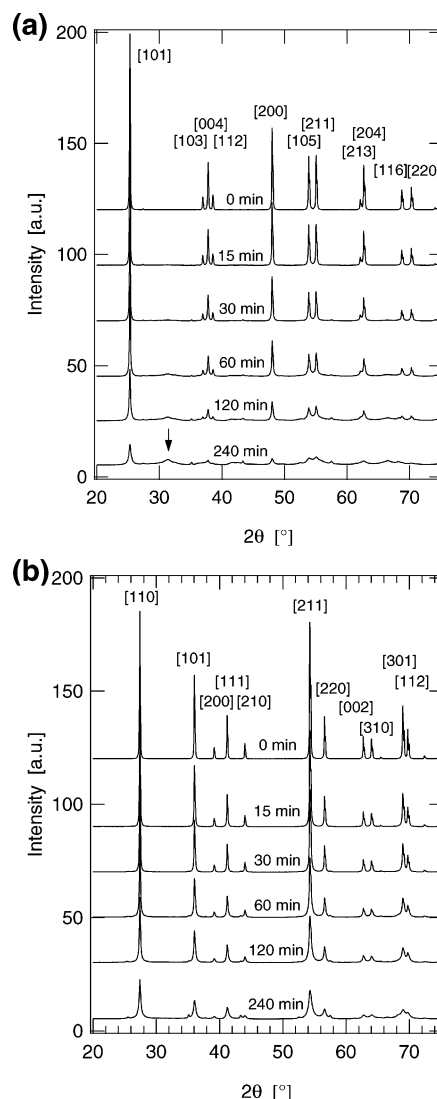 (a)
200
150
100
50
0
Intensity [a.u.]
[101]
[004]
[103] [112]
[200]
[211]
[105]
[204]
[213]
[116] [220
0 min
15 min
30 min
60 min
120 min
240 min
20 30 40 50 60 70
2θ [°]
(b)
200
150
100
50
0
Intensity [a.u.]
[110]
[101]
[111]
[200] [210]
[211]
[220]
[002]
[310]
[301]
[112]
0 min
15 min
30 min
60 min
120 min
240 min
20 30 40 50 60 70
2θ [°]